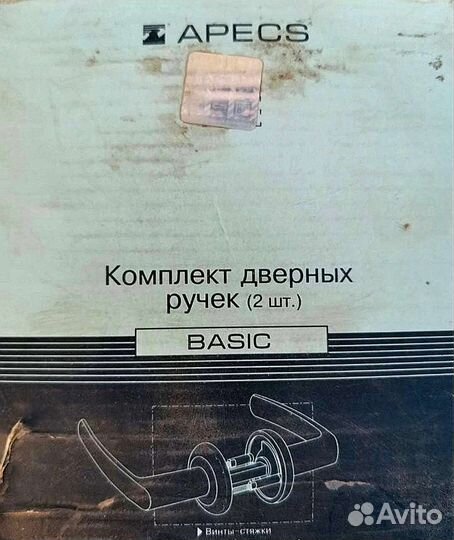 APECS
Комплект дверных
ручек (2 шт.)
BASIC
Винты-стяжки
Avito